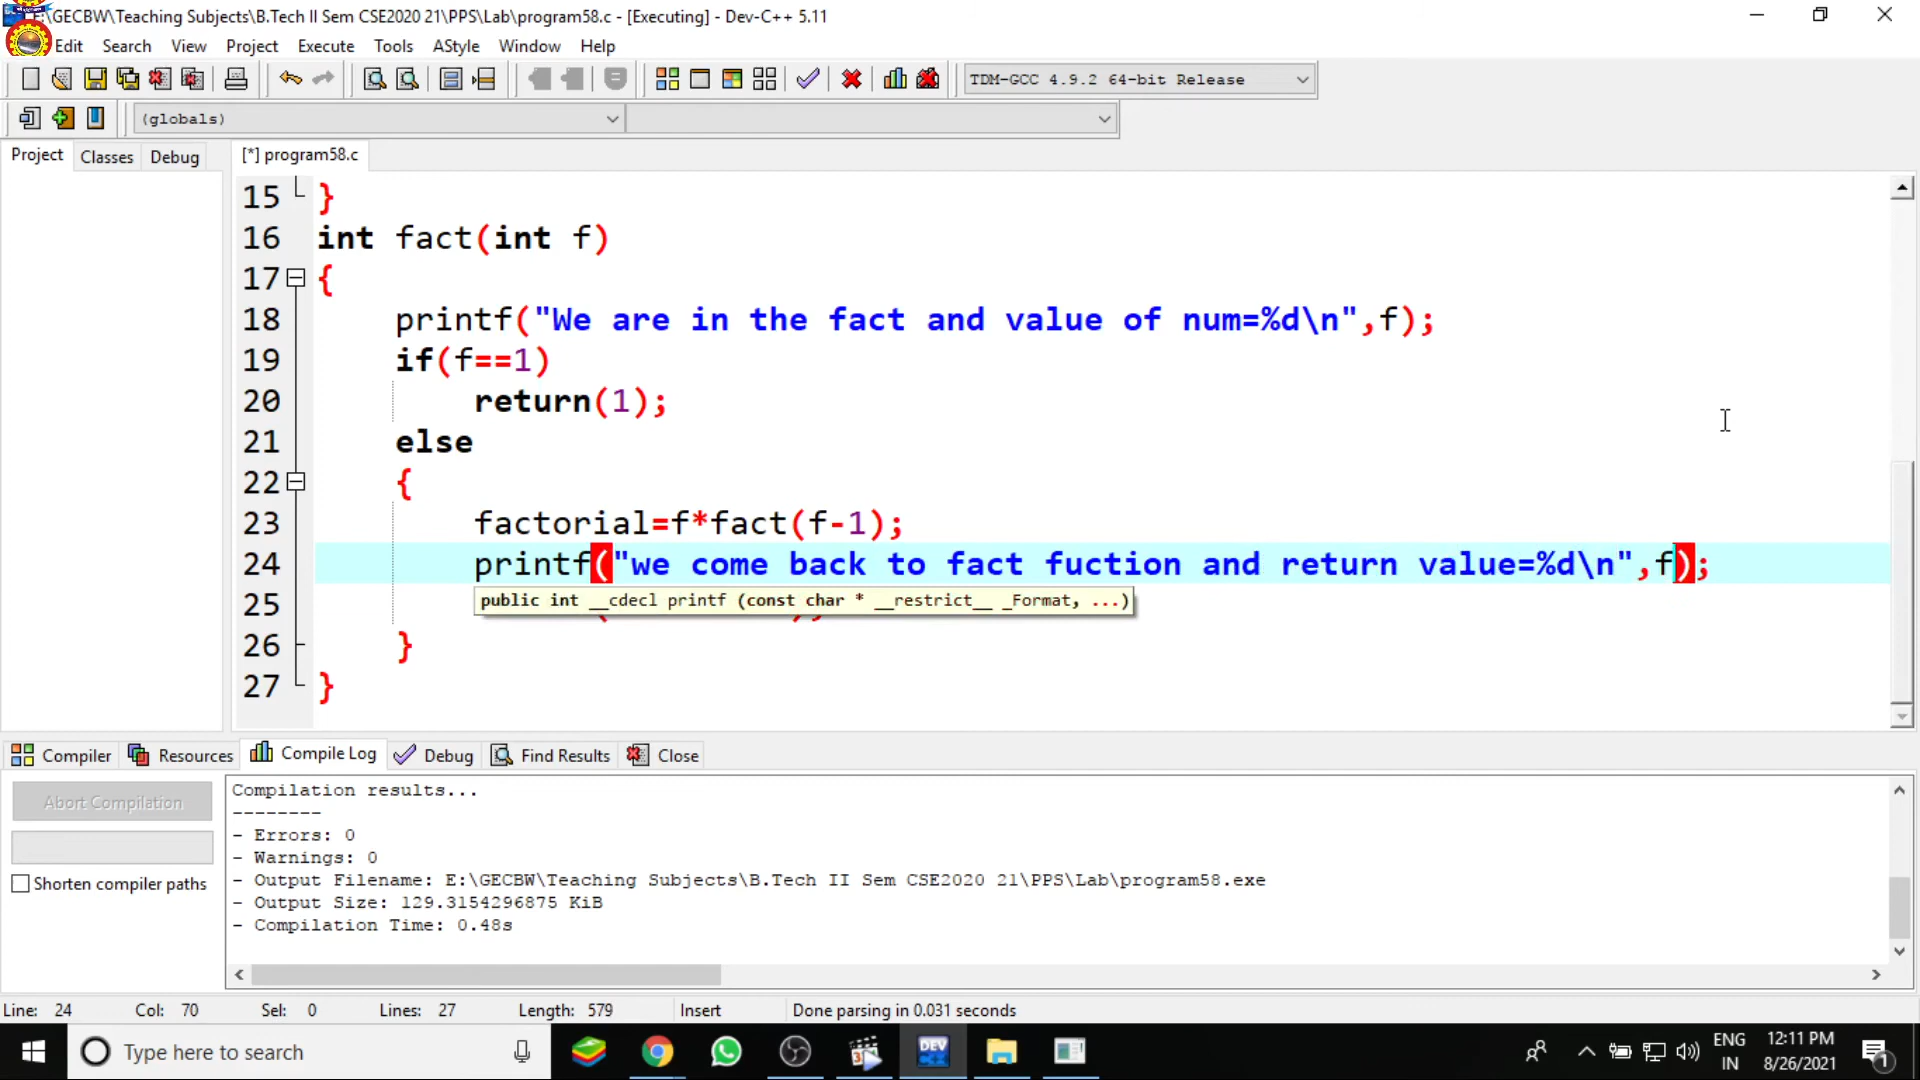 E:\GECBW\Teaching Subjects\B.Tech II Sem CSE2020 21\PPS\Lab\program58.c - [Executing] - Dev-C++ 5.11
Edit Search View Project Execute Tools AStyle Window Help
TDM-GCC 4.9.2 64-bit Release
(globals)
Project Classes Debug [*] program58.c
15 }
16 int fact(int f)
17 {
18 printf("We are in the fact and value of num=%d\n",f);
19 if(f==1)
20 return(1);
21 else
22 {
23 factorial=f*fact(f-1);
24 printf("we come back to fact fuction and return value=%d\n",f);
25 public int __cdecl printf (const char * __restrict__ _Format, ...)
26 }
27 }
Compiler Resources Compile Log Debug Find Results Close
Abort Compilation
Shorten compiler paths
Compilation results...
--------
- Errors: 0
- Warnings: 0
- Output Filename: E:\GECBW\Teaching Subjects\B.Tech II Sem CSE2020 21\PPS\Lab\program58.exe
- Output Size: 129.3154296875 KiB
- Compilation Time: 0.48s
Line: 24 Col: 70 Sel: 0 Lines: 27 Length: 579 Insert Done parsing in 0.031 seconds
Type here to search
DEV
ENG
IN
12:11 PM
8/26/2021
1